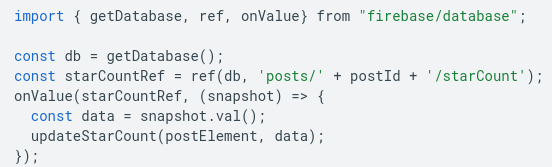 import { getDatabase, ref, onValue} from "firebase/database";

const db = getDatabase();
const starCountRef = ref(db, 'posts/' + postId + '/starCount');
onValue(starCountRef, (snapshot) => {
  const data = snapshot.val();
  updateStarCount(postElement, data);
});